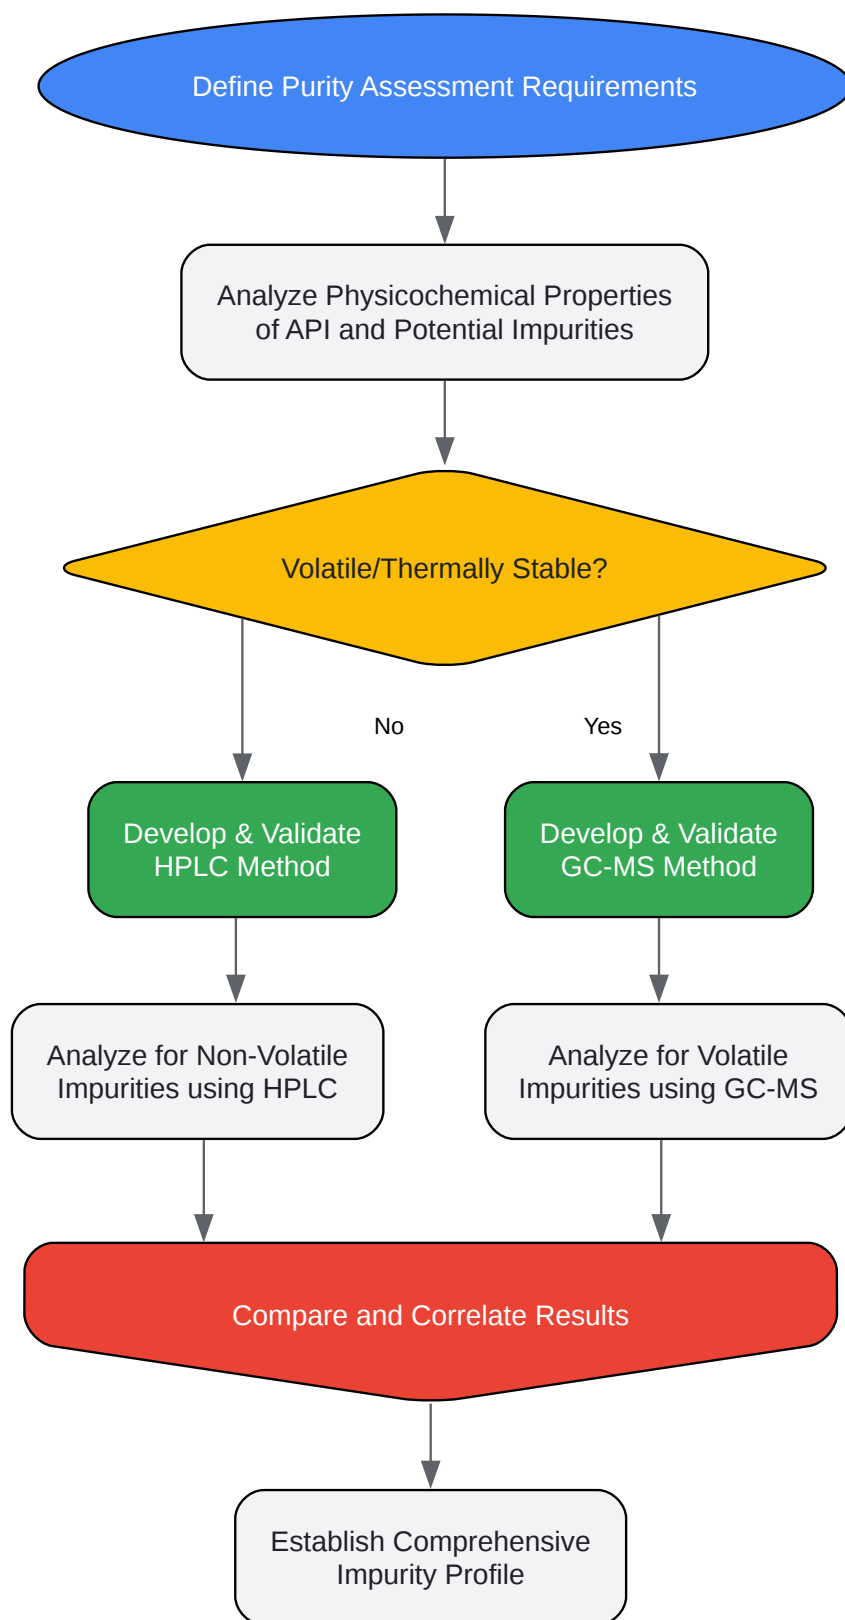 Define Purity Assessment Requirements
Analyze Physicochemical Properties
of API and Potential Impurities
Volatile/Thermally Stable?
No
Yes
Develop & Validate
HPLC Method
Develop & Validate
GC-MS Method
Analyze for Non-Volatile
Impurities using HPLC
Analyze for Volatile
Impurities using GC-MS
Compare and Correlate Results
Establish Comprehensive
Impurity Profile